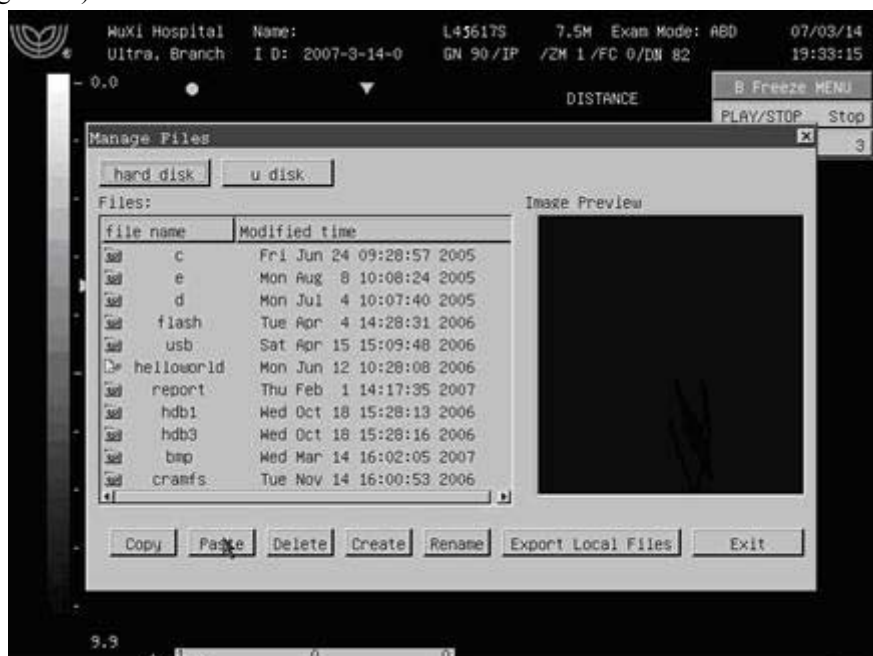 WuXi Hospital Name: L45617S 7.5M Exam Mode: ABD 07/03/14
Ultra. Branch I D: 2007-3-14-0 GN 90/IP /ZM 1/FC 0/DN 82 19:33:15
0.0
DISTANCE
B Freeze MENU
PLAY/STOP Stop
3
Manage Files
hard disk u disk
Files: Image Preview
file name Modified time
c Fri Jun 24 09:28:57 2005
e Mon Aug 8 10:08:24 2005
d Mon Jul 4 10:07:40 2005
flash Tue Apr 4 14:28:31 2006
usb Sat Apr 15 15:09:48 2006
helloworld Mon Jun 12 10:28:08 2006
report Thu Feb 1 14:17:35 2007
hdb1 Wed Oct 18 15:28:13 2006
hdb3 Wed Oct 18 15:28:16 2006
bmp Wed Mar 14 16:02:05 2007
cramfs Tue Nov 14 16:00:53 2006
Copy Paste Delete Create Rename Export Local Files Exit
9.9